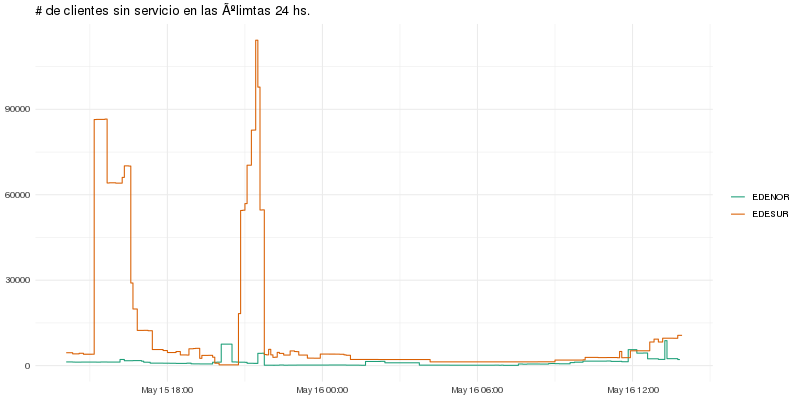 # de clientes sin servicio en las Ãºlimtas 24 hs.
90000
60000
30000
0
May 15 18:00
May 16 00:00
May 16 06:00
May 16 12:00
EDENOR
EDESUR